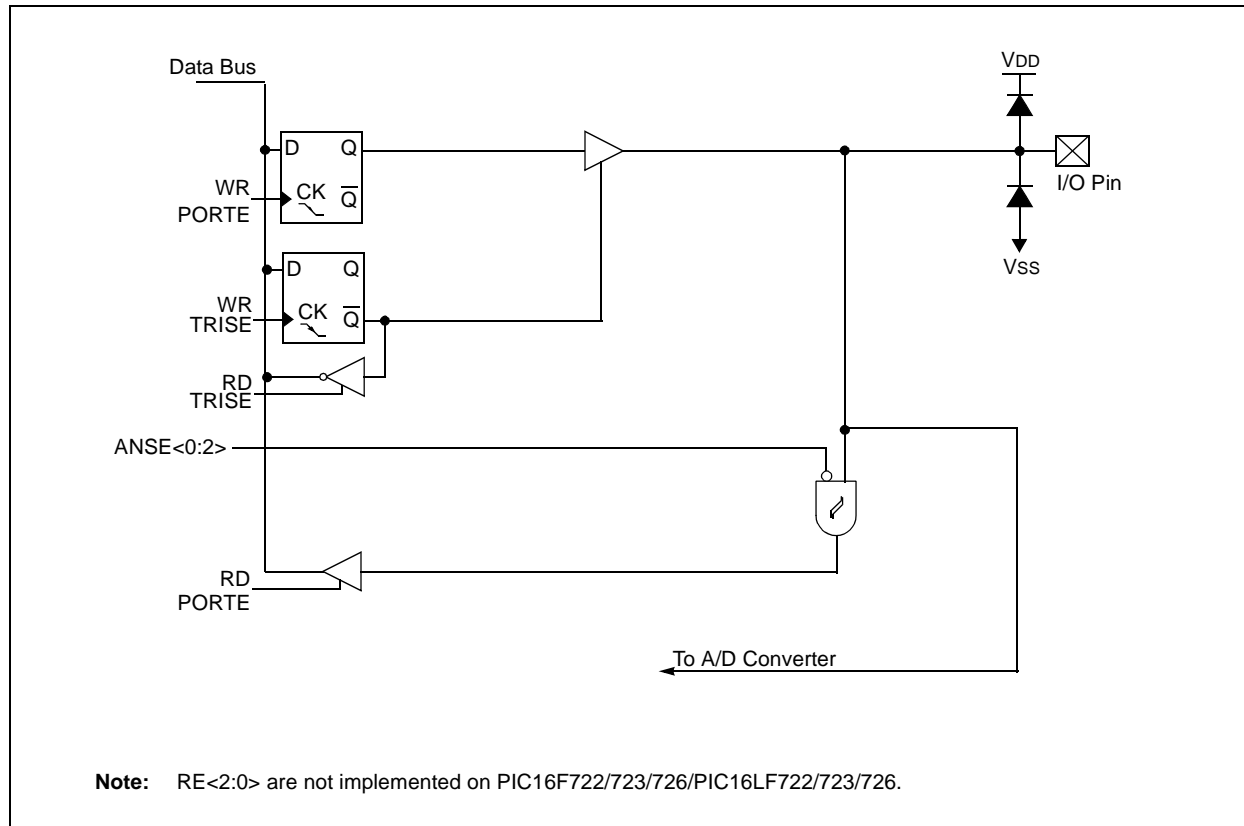 Data Bus
VDD
D Q
WR
PORTE
CK Q
I/O Pin
D Q
VSS
WR
TRISE
CK Q
RD
TRISE
ANSE<0:2>
RD
PORTE
To A/D Converter
Note: RE<2:0> are not implemented on PIC16F722/723/726/PIC16LF722/723/726.